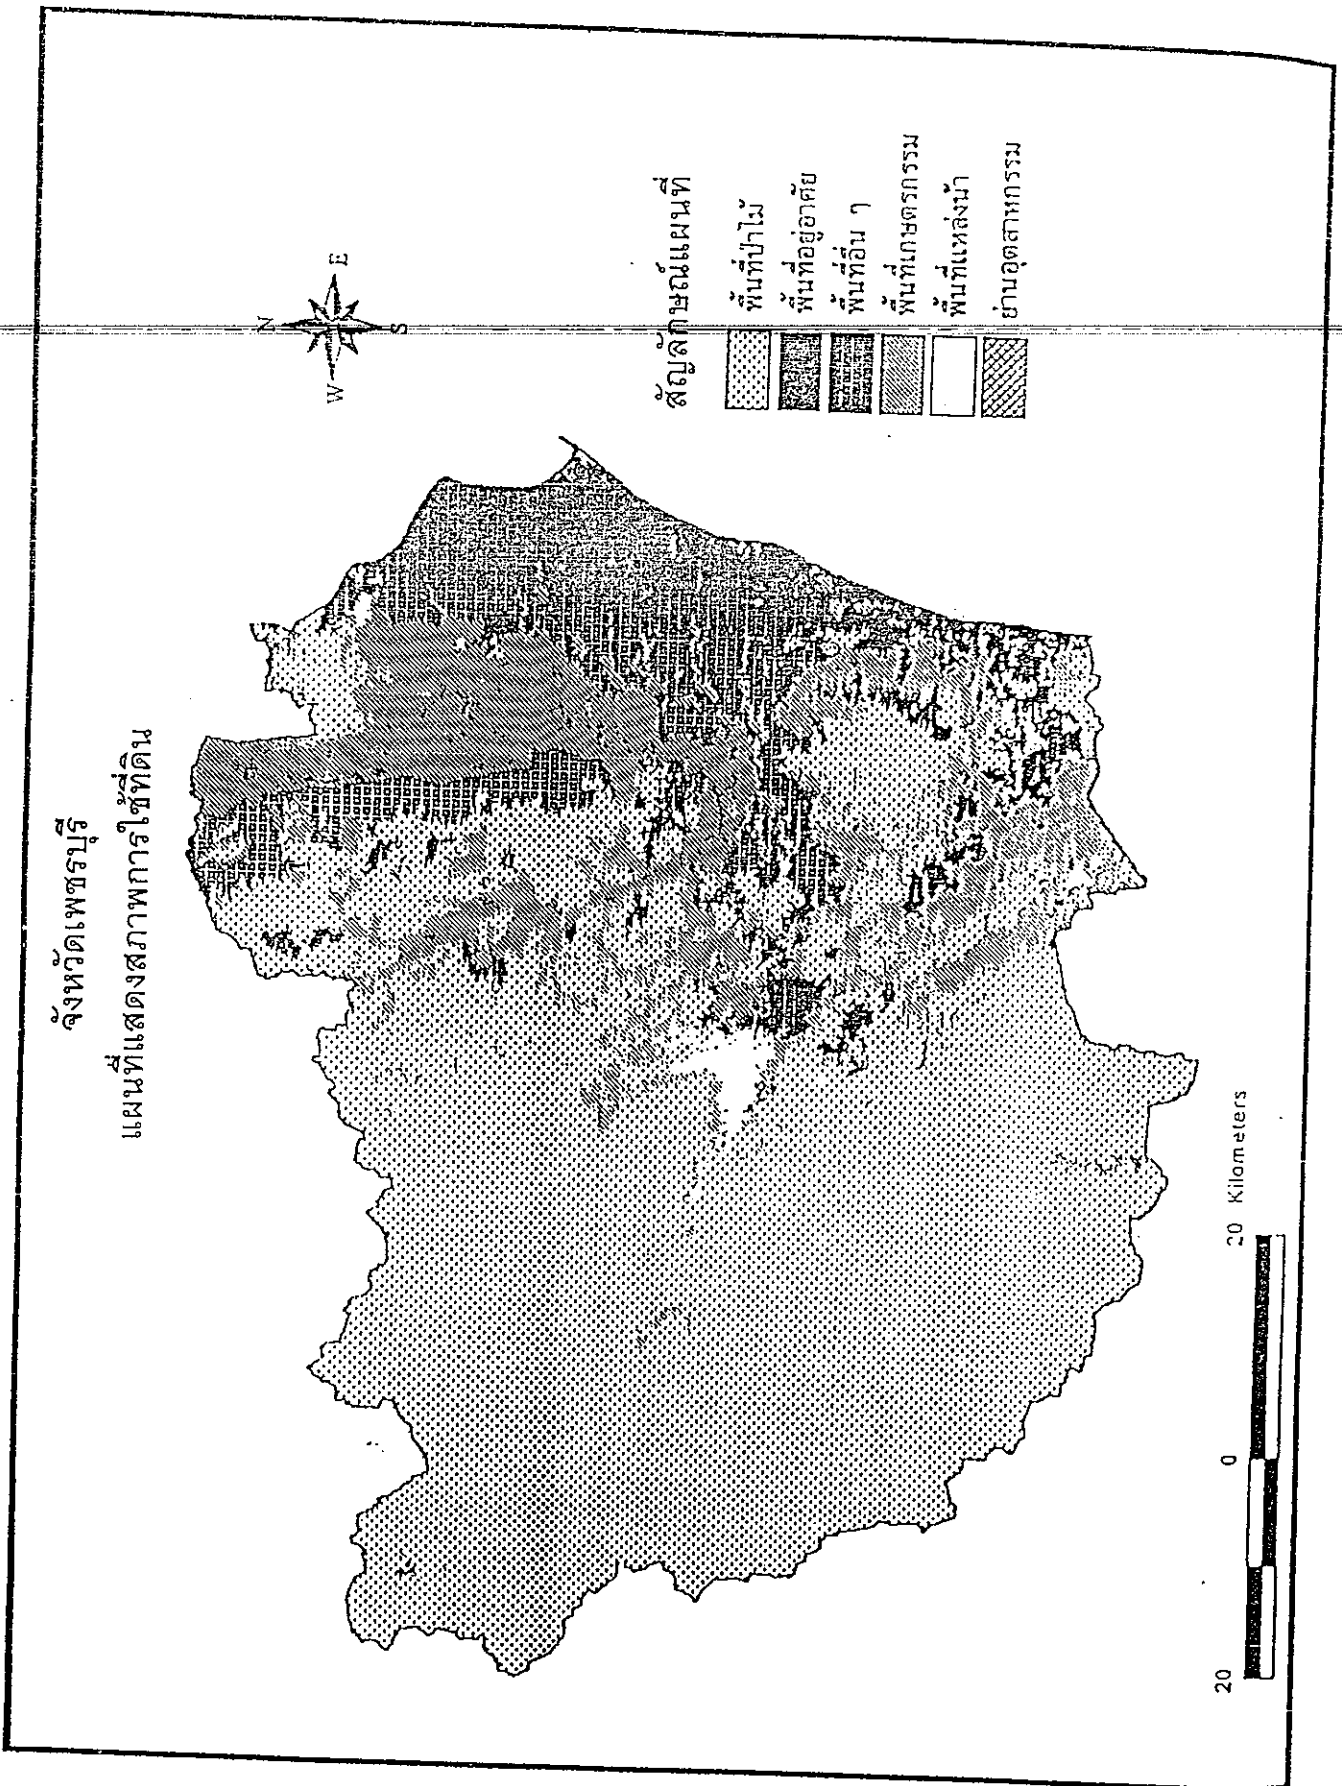 จังหวัดเพชรบุรี
แผนที่แสดงสภาพการใช้ที่ดิน
N
W
E
S
สัญลักษณ์แผนที่
พื้นที่ป่าไม้
พื้นที่อยู่อาศัย
พื้นที่อื่น ๆ
พื้นที่เกษตรกรรม
พื้นที่แหล่งน้ำ
ย่านอุตสาหกรรม
20 0 20 Kilometers